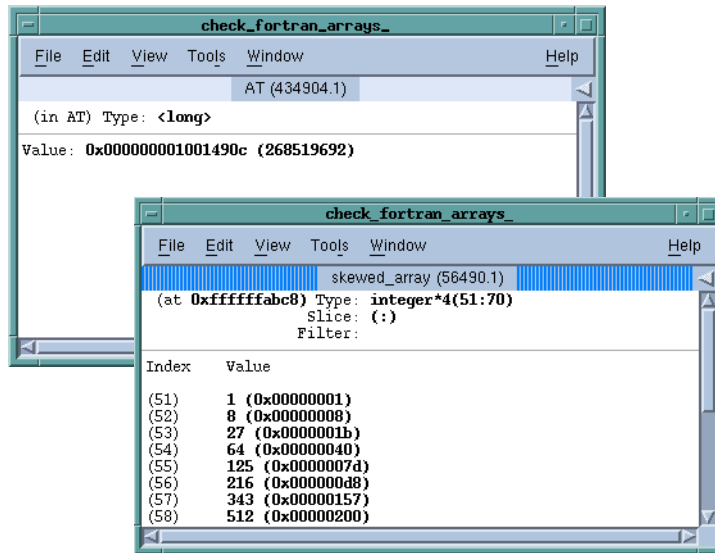 check_fortran_arrays_
File Edit View Tools Window Help
AT (434904.1)
(in AT) Type: <long>
Value: 0x000000001001490c (268519692)
check_fortran_arrays_
File Edit View Tools Window Help
skewed_array (56490.1)
(at 0xffffffabc8) Type: integer*4(51:70)
Slice: (:)
Filter:
Index Value
(51) 1 (0x00000001)
(52) 8 (0x00000008)
(53) 27 (0x0000001b)
(54) 64 (0x00000040)
(55) 125 (0x0000007d)
(56) 216 (0x000000d8)
(57) 343 (0x00000157)
(58) 512 (0x00000200)